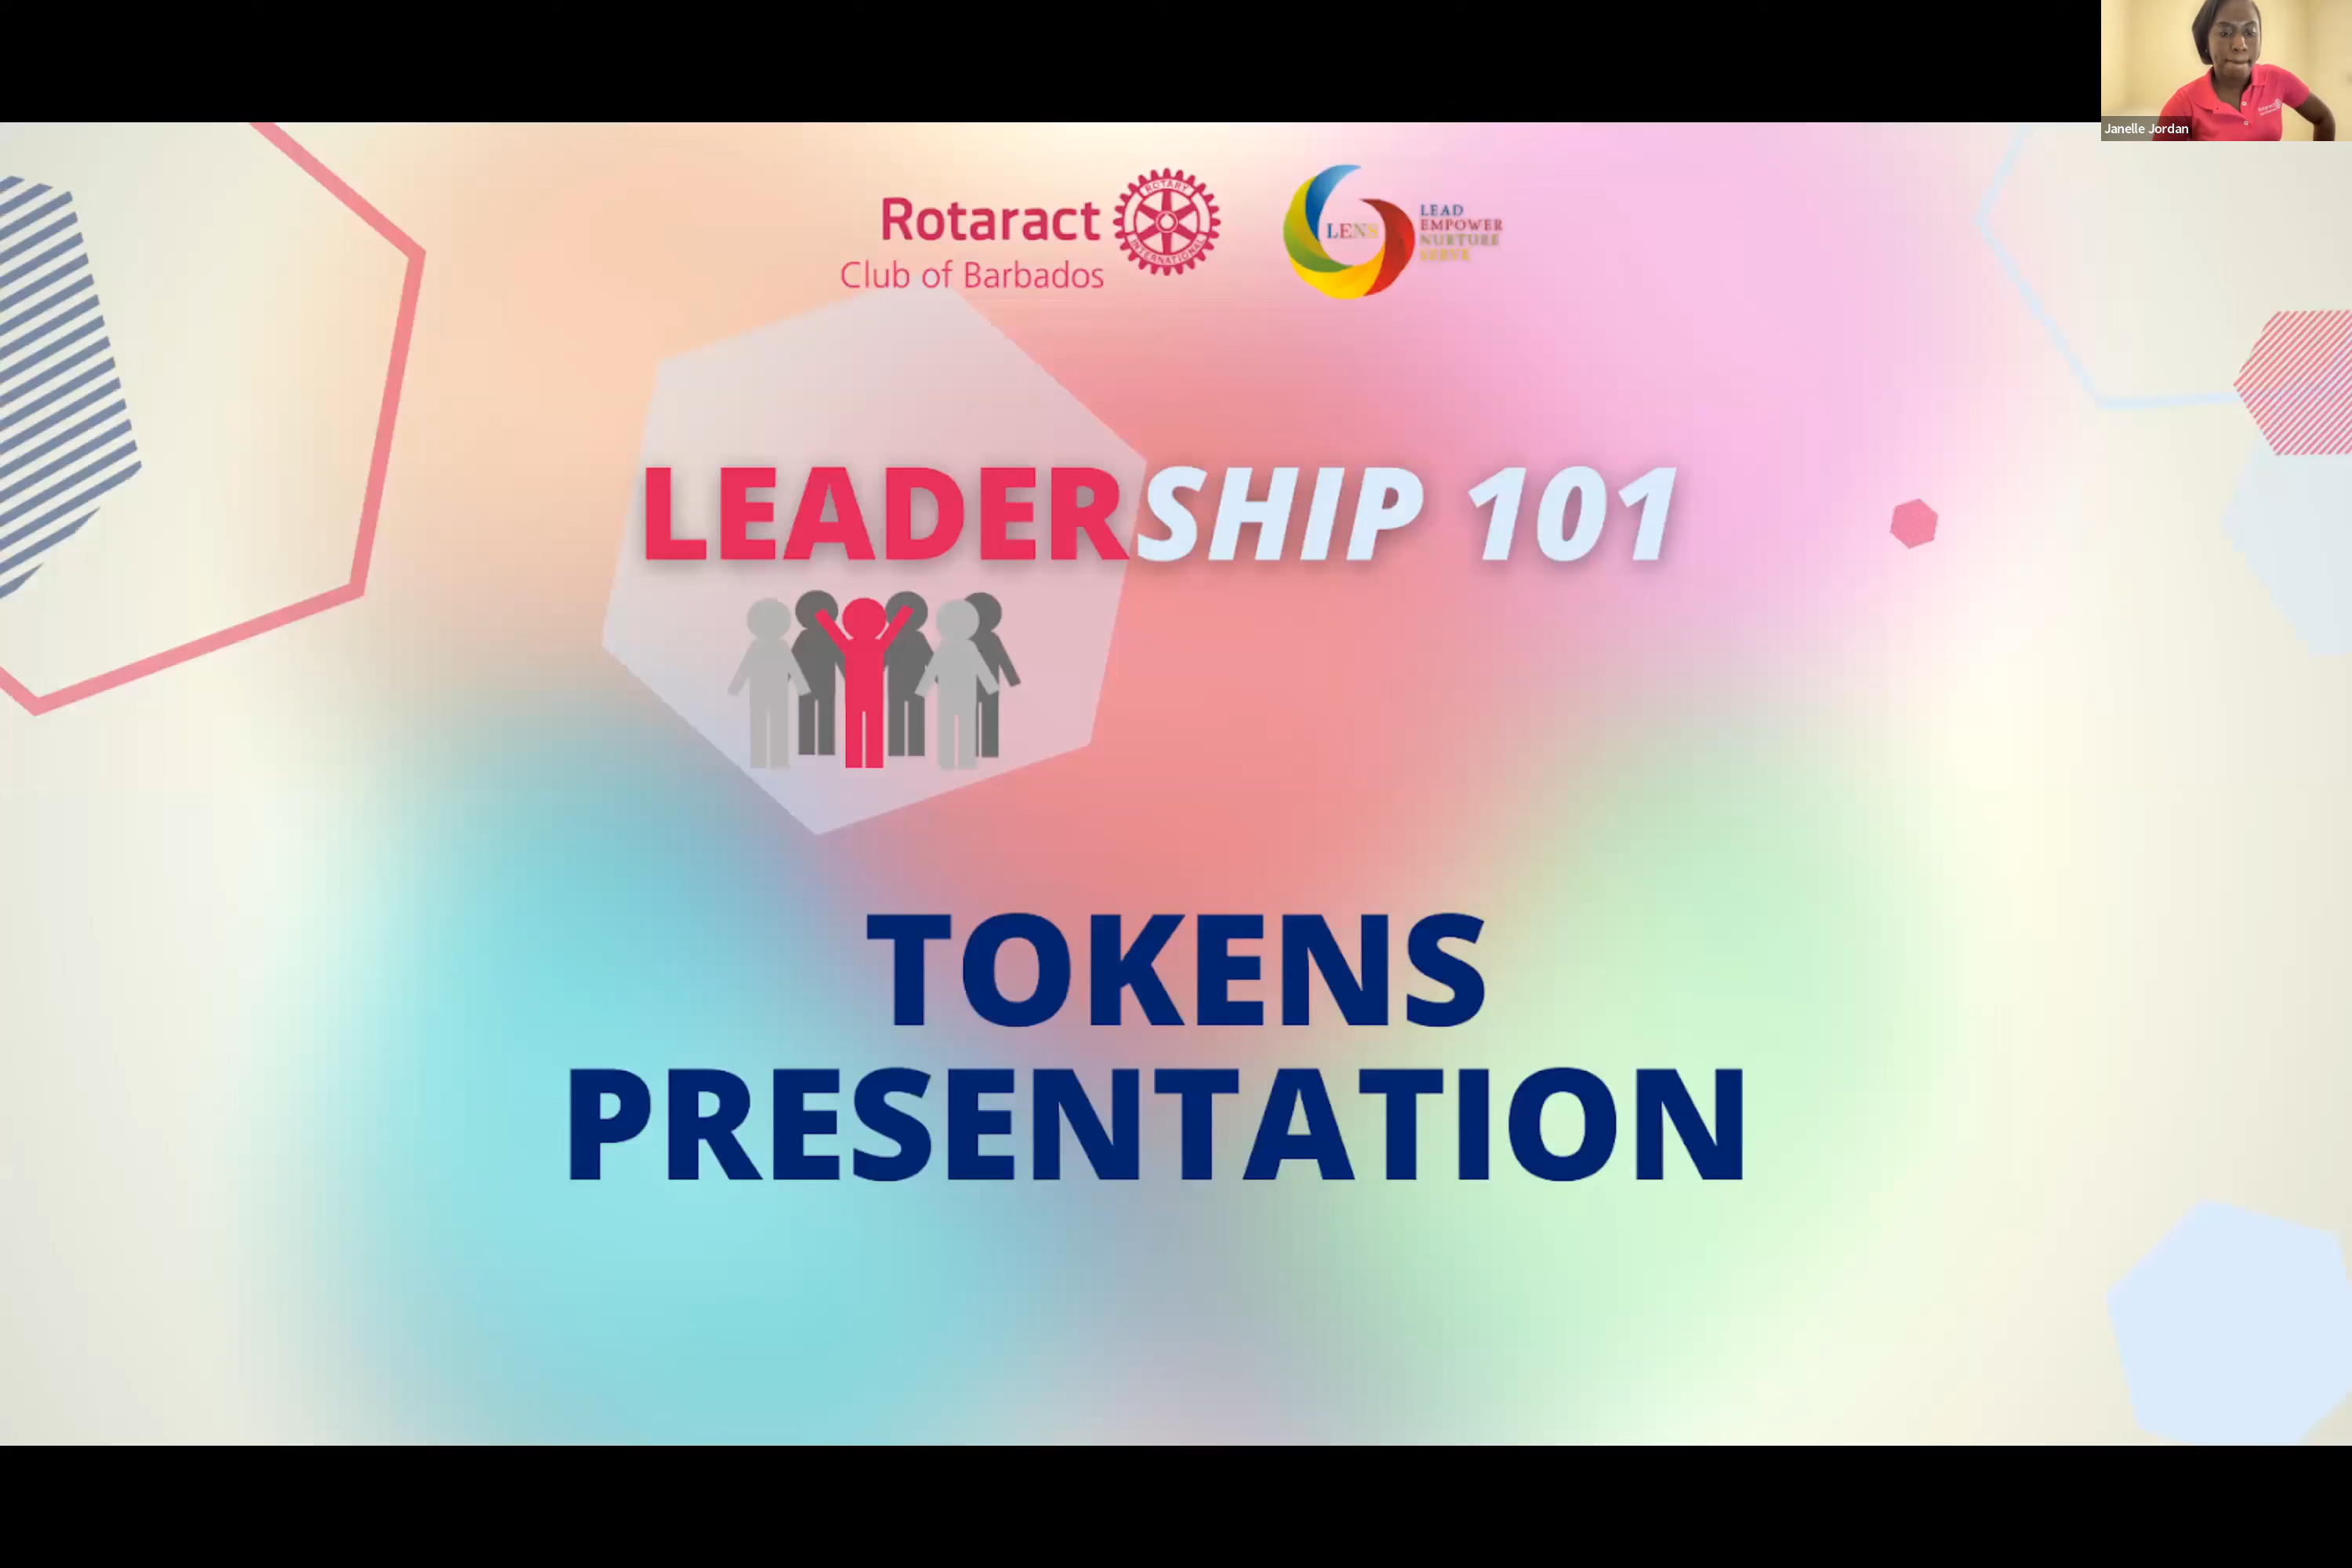 Janelle Jordan
Rotaract
Club of Barbados
ROTARY
INTERNATIONAL
LENS
LEAD
EMPOWER
NURTURE
SERVE
LEADERSHIP 101
TOKENS
PRESENTATION